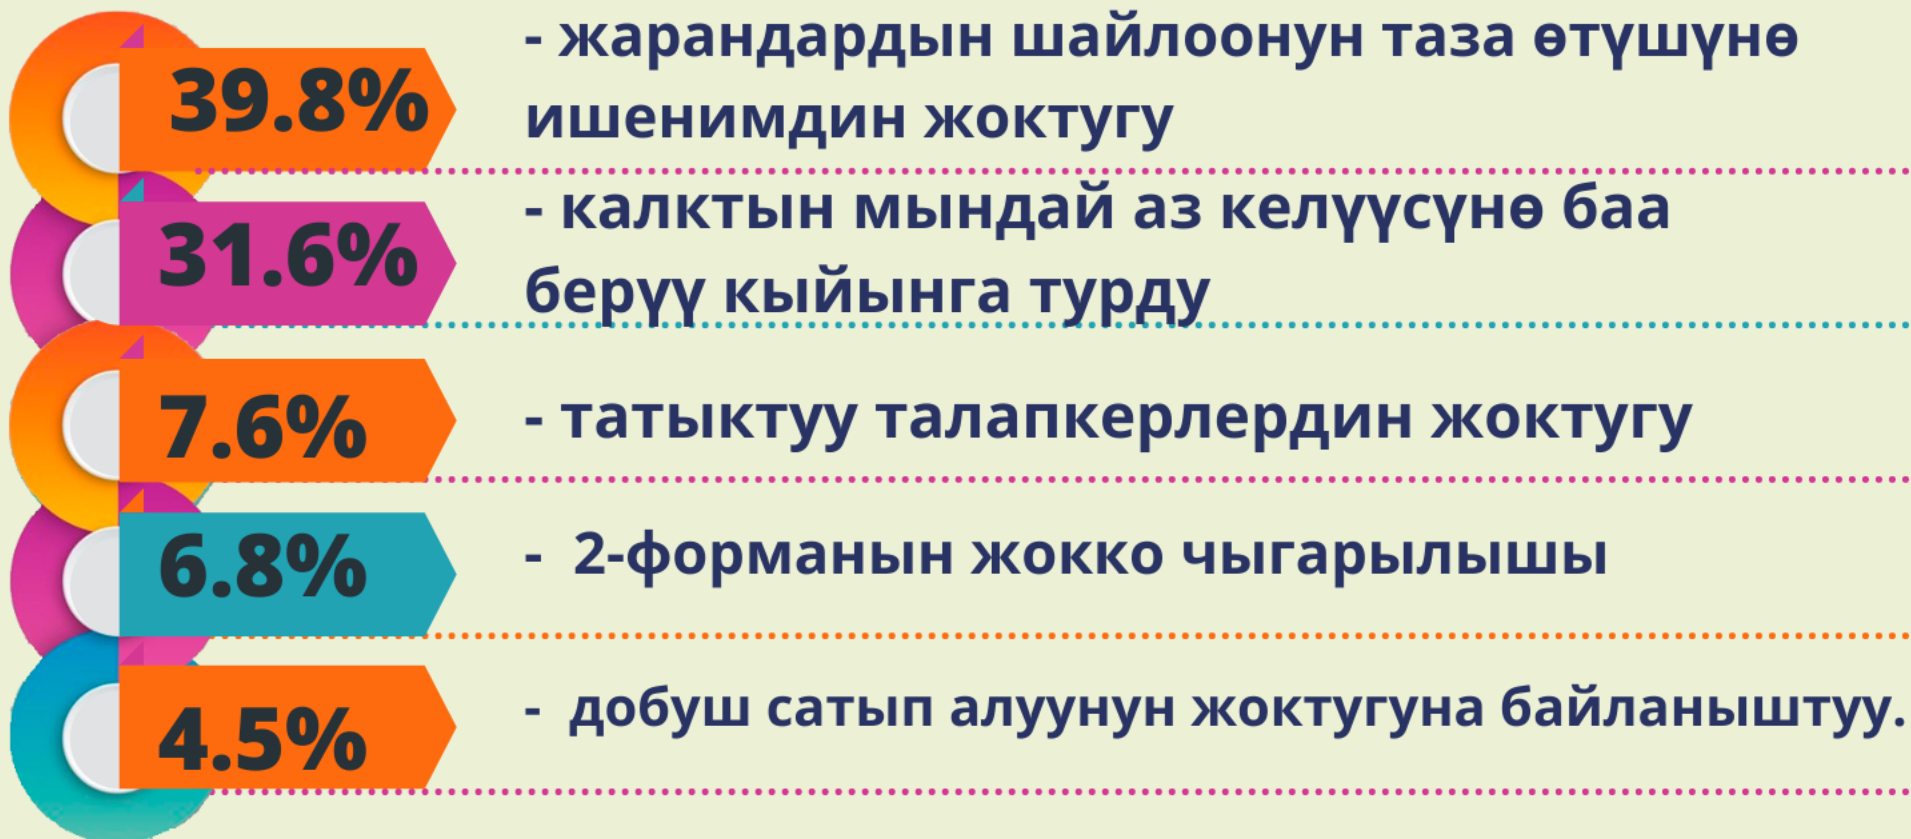 39.8%
- жарандардын шайлоонун таза өтүшүнө
ишенимдин жоктугу
31.6%
- калктын мындай аз келүүсүнө баа
берүү кыйынга турду
7.6%
- татыктуу талапкерлердин жоктугу
6.8%
- 2-форманын жокко чыгарылышы
4.5%
- добуш сатып алуунун жоктугуна байланыштуу.